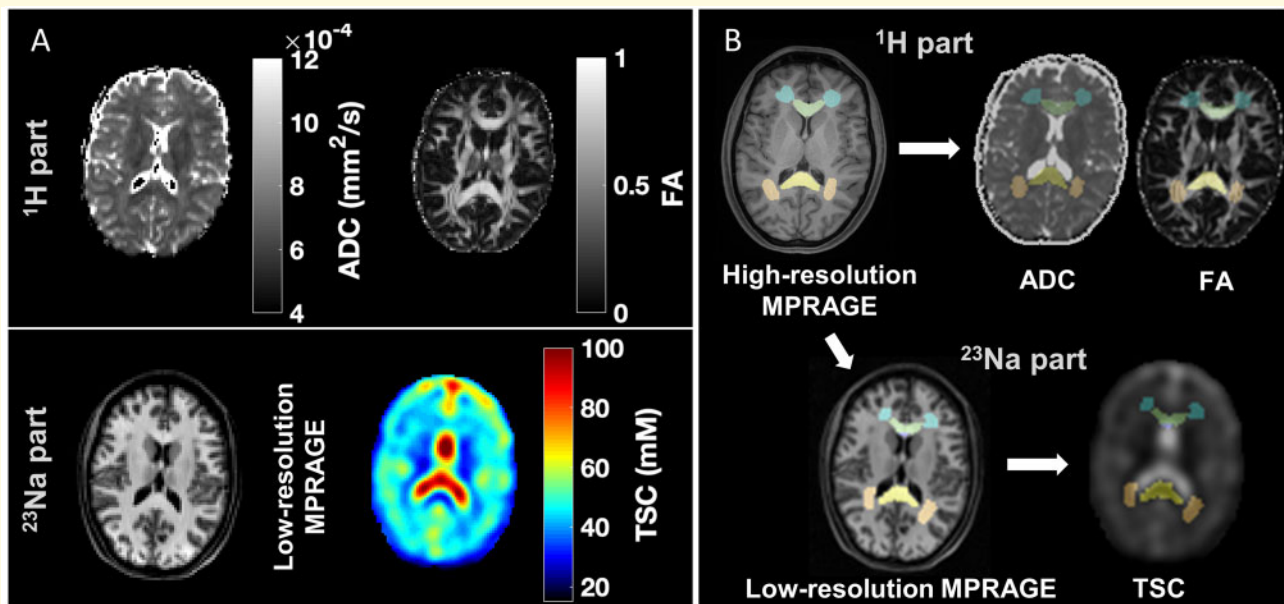 A
×10⁻⁴
12
10
8
6
4
ADC (mm²/s)
¹H part
1
0.5
0
FA
²³Na part
Low-resolution
MPRAGE
100
80
60
40
20
TSC (mM)
B
¹H part
High-resolution
MPRAGE
ADC
FA
²³Na part
Low-resolution MPRAGE
TSC